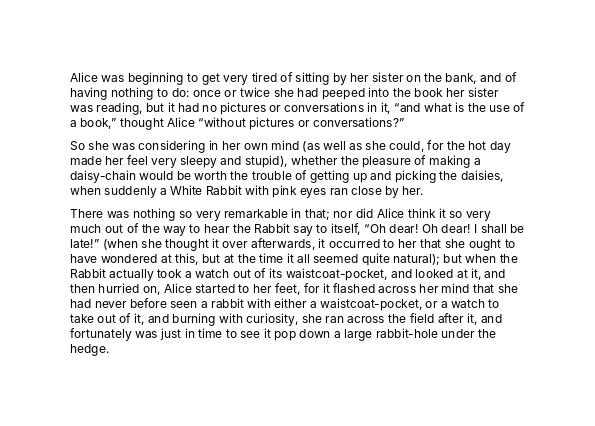 Alice was beginning to get very tired of sitting by her sister on the bank, and of
having nothing to do: once or twice she had peeped into the book her sister
was reading, but it had no pictures or conversations in it, “and what is the use of
a book,” thought Alice “without pictures or conversations?”
So she was considering in her own mind (as well as she could, for the hot day
made her feel very sleepy and stupid), whether the pleasure of making a
daisy-chain would be worth the trouble of getting up and picking the daisies,
when suddenly a White Rabbit with pink eyes ran close by her.
There was nothing so very remarkable in that; nor did Alice think it so very
much out of the way to hear the Rabbit say to itself, “Oh dear! Oh dear! I shall be
late!” (when she thought it over afterwards, it occurred to her that she ought to
have wondered at this, but at the time it all seemed quite natural); but when the
Rabbit actually took a watch out of its waistcoat-pocket, and looked at it, and
then hurried on, Alice started to her feet, for it flashed across her mind that she
had never before seen a rabbit with either a waistcoat-pocket, or a watch to
take out of it, and burning with curiosity, she ran across the field after it, and
fortunately was just in time to see it pop down a large rabbit-hole under the
hedge.